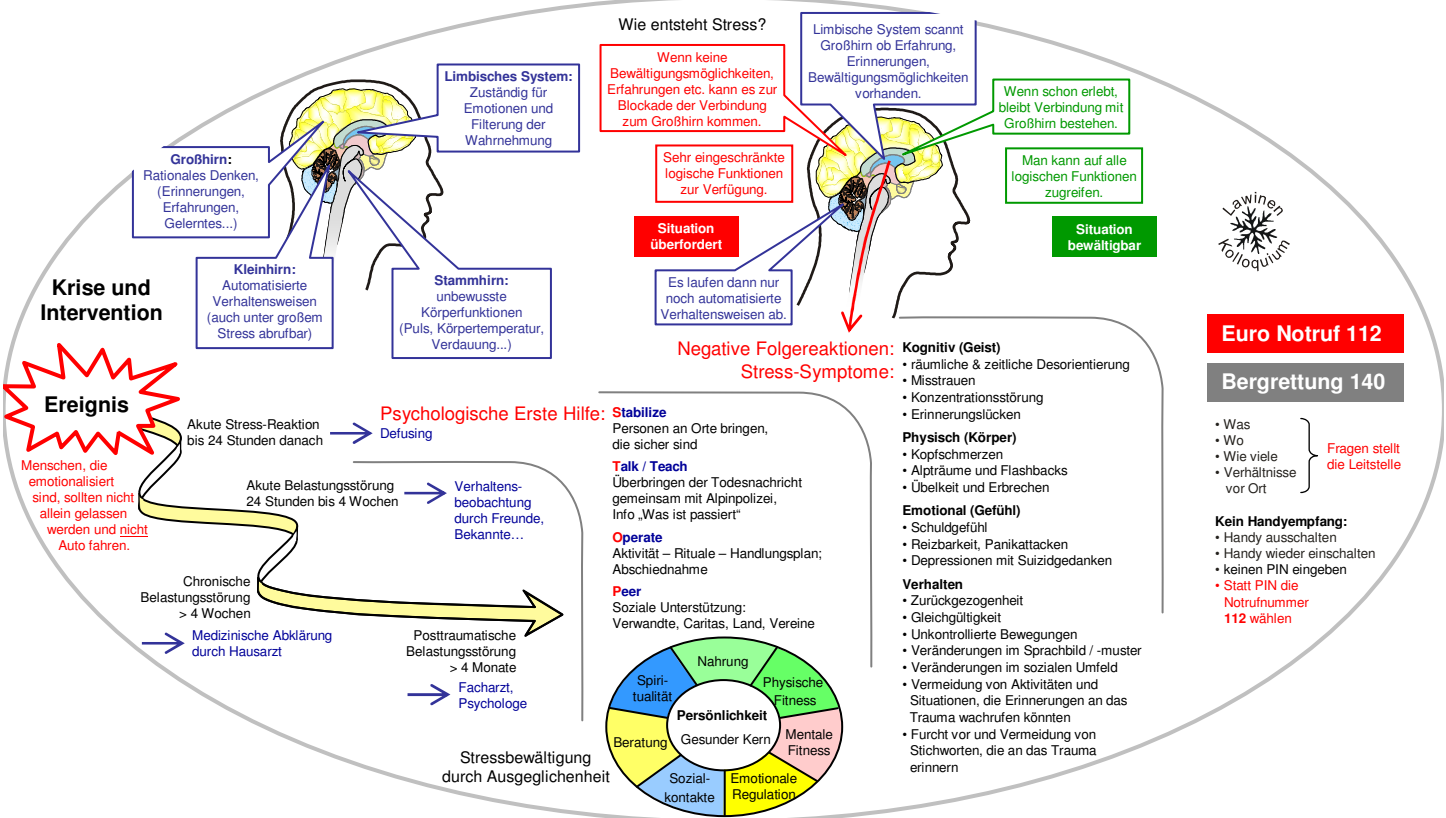 Wie entsteht Stress?
Limbisches System:
Zuständig für
Emotionen und
Filterung der
Wahrnehmung
Großhirn:
Rationales Denken,
(Erinnerungen,
Erfahrungen,
Gelerntes...)
Kleinhirn:
Automatisierte
Verhaltensweisen
(auch unter großem
Stress abrufbar)
Stammhirn:
unbewusste
Körperfunktionen
(Puls, Körpertemperatur,
Verdauung...)
Wenn keine
Bewältigungsmöglichkeiten,
Erfahrungen etc. kann es zur
Blockade der Verbindung
zum Großhirn kommen.
Limbische System scannt
Großhirn ob Erfahrung,
Erinnerungen,
Bewältigungsmöglichkeiten
vorhanden.
Wenn schon erlebt,
bleibt Verbindung mit
Großhirn bestehen.
Sehr eingeschränkte
logische Funktionen
zur Verfügung.
Man kann auf alle
logischen Funktionen
zugreifen.
Situation
überfordert
Situation
bewältigbar
Es laufen dann nur
noch automatisierte
Verhaltensweisen ab.
Lawinen
Kolloquium
Krise und
Intervention
Ereignis
Menschen, die
emotionalisiert
sind, sollten nicht
allein gelassen
werden und nicht
Auto fahren.
Akute Stress-Reaktion
bis 24 Stunden danach
Defusing
Akute Belastungsstörung
24 Stunden bis 4 Wochen
Verhaltens-
beobachtung
durch Freunde,
Bekannte…
Chronische
Belastungsstörung
> 4 Wochen
Medizinische Abklärung
durch Hausarzt
Posttraumatische
Belastungsstörung
> 4 Monate
Facharzt,
Psychologe
Psychologische Erste Hilfe:
Stabilize
Personen an Orte bringen,
die sicher sind
Talk / Teach
Überbringen der Todesnachricht
gemeinsam mit Alpinpolizei,
Info „Was ist passiert“
Operate
Aktivität – Rituale – Handlungsplan;
Abschiednahme
Peer
Soziale Unterstützung:
Verwandte, Caritas, Land, Vereine
Stressbewältigung
durch Ausgeglichenheit
Nahrung
Physische
Fitness
Mentale
Fitness
Emotionale
Regulation
Sozial-
kontakte
Beratung
Spiri-
tualität
Persönlichkeit
Gesunder Kern
Negative Folgereaktionen:
Stress-Symptome:
Kognitiv (Geist)
• räumliche & zeitliche Desorientierung
• Misstrauen
• Konzentrationsstörung
• Erinnerungslücken
Physisch (Körper)
• Kopfschmerzen
• Alpträume und Flashbacks
• Übelkeit und Erbrechen
Emotional (Gefühl)
• Schuldgefühl
• Reizbarkeit, Panikattacken
• Depressionen mit Suizidgedanken
Verhalten
• Zurückgezogenheit
• Gleichgültigkeit
• Unkontrollierte Bewegungen
• Veränderungen im Sprachbild / -muster
• Veränderungen im sozialen Umfeld
• Vermeidung von Aktivitäten und
Situationen, die Erinnerungen an das
Trauma wachrufen könnten
• Furcht vor und Vermeidung von
Stichworten, die an das Trauma
erinnern
Euro Notruf 112
Bergrettung 140
• Was
• Wo
• Wie viele
• Verhältnisse
vor Ort
Fragen stellt
die Leitstelle
Kein Handyempfang:
• Handy ausschalten
• Handy wieder einschalten
• keinen PIN eingeben
• Statt PIN die
Notrufnummer
112 wählen